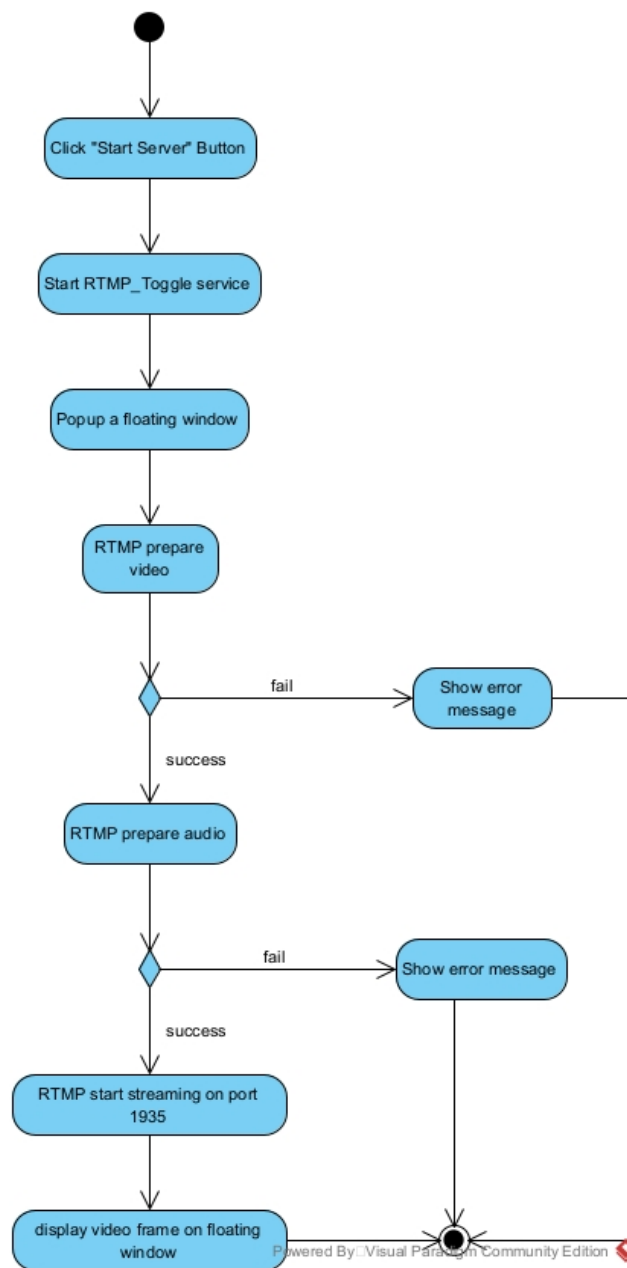 Click "Start Server" Button
Start RTMP_Toggle service
Popup a floating window
RTMP prepare
video
fail
Show error
message
success
RTMP prepare audio
fail
Show error message
success
RTMP start streaming on port
1935
display video frame on floating
window
Powered By Visual Paradigm Community Edition